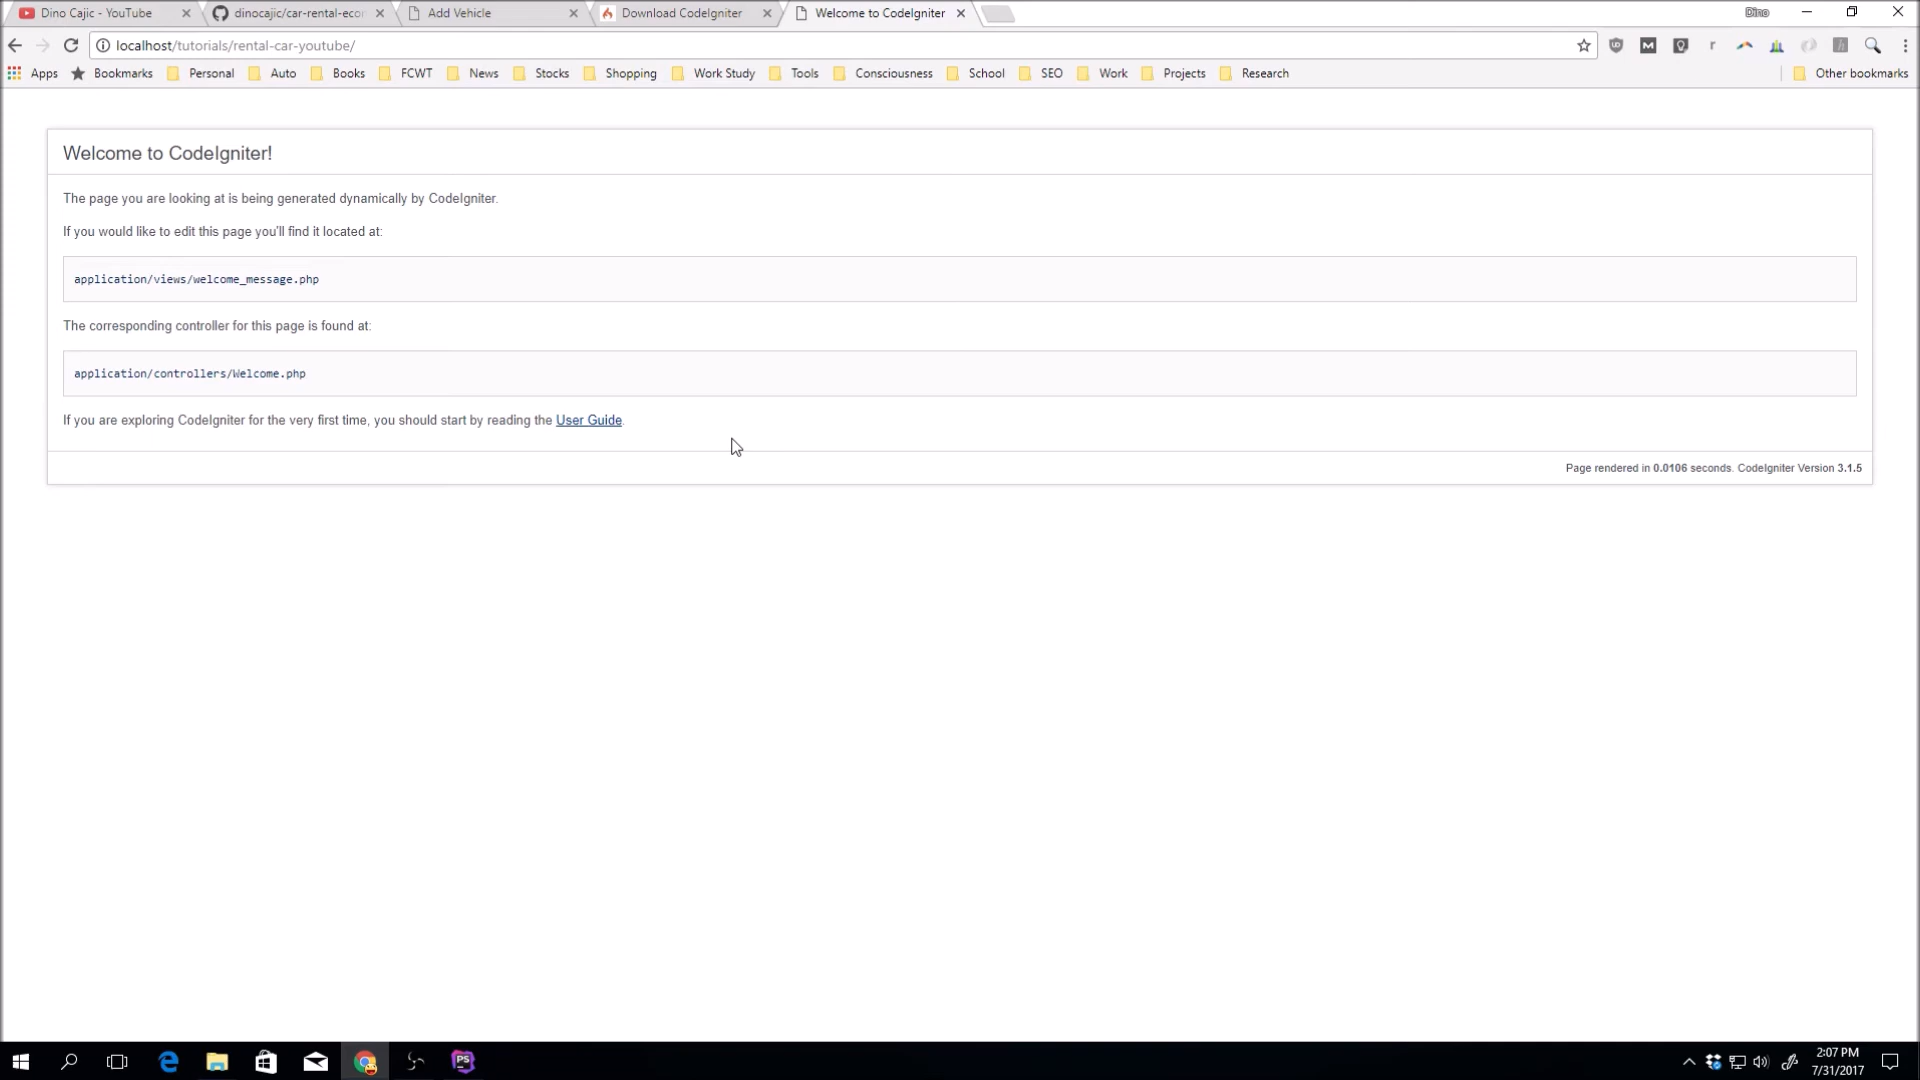 Dino Cajic - YouTube
dinocajic/car-rental-ecor
Add Vehicle
Download CodeIgniter
Welcome to CodeIgniter
Dino
localhost/tutorials/rental-car-youtube/
Apps
Bookmarks
Personal
Auto
Books
FCWT
News
Stocks
Shopping
Work Study
Tools
Consciousness
School
SEO
Work
Projects
Research
Other bookmarks
Welcome to CodeIgniter!
The page you are looking at is being generated dynamically by CodeIgniter.
If you would like to edit this page you'll find it located at:
application/views/welcome_message.php
The corresponding controller for this page is found at:
application/controllers/Welcome.php
If you are exploring CodeIgniter for the very first time, you should start by reading the User Guide.
Page rendered in 0.0106 seconds. CodeIgniter Version 3.1.5
PS
2:07 PM
7/31/2017